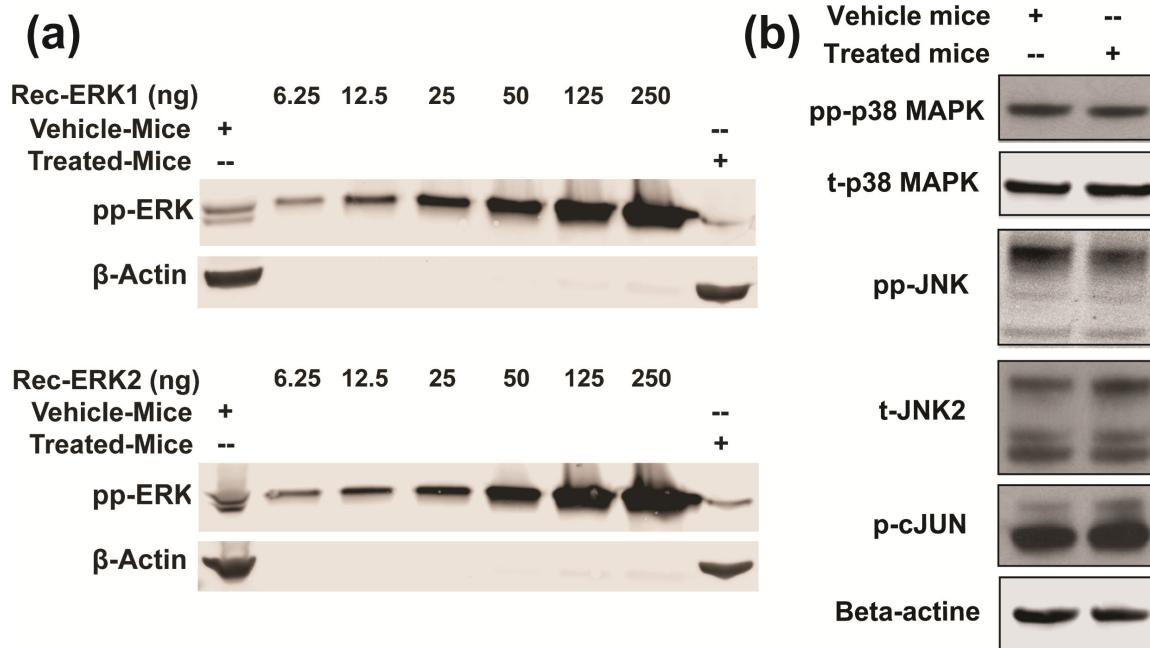 (a)
Rec-ERK1 (ng) 6.25 12.5 25 50 125 250
Vehicle-Mice + --
Treated-Mice -- +
pp-ERK
β-Actin
Rec-ERK2 (ng) 6.25 12.5 25 50 125 250
Vehicle-Mice + --
Treated-Mice -- +
pp-ERK
β-Actin
(b)
Vehicle mice + --
Treated mice -- +
pp-p38 MAPK
t-p38 MAPK
pp-JNK
t-JNK2
p-cJUN
Beta-actine